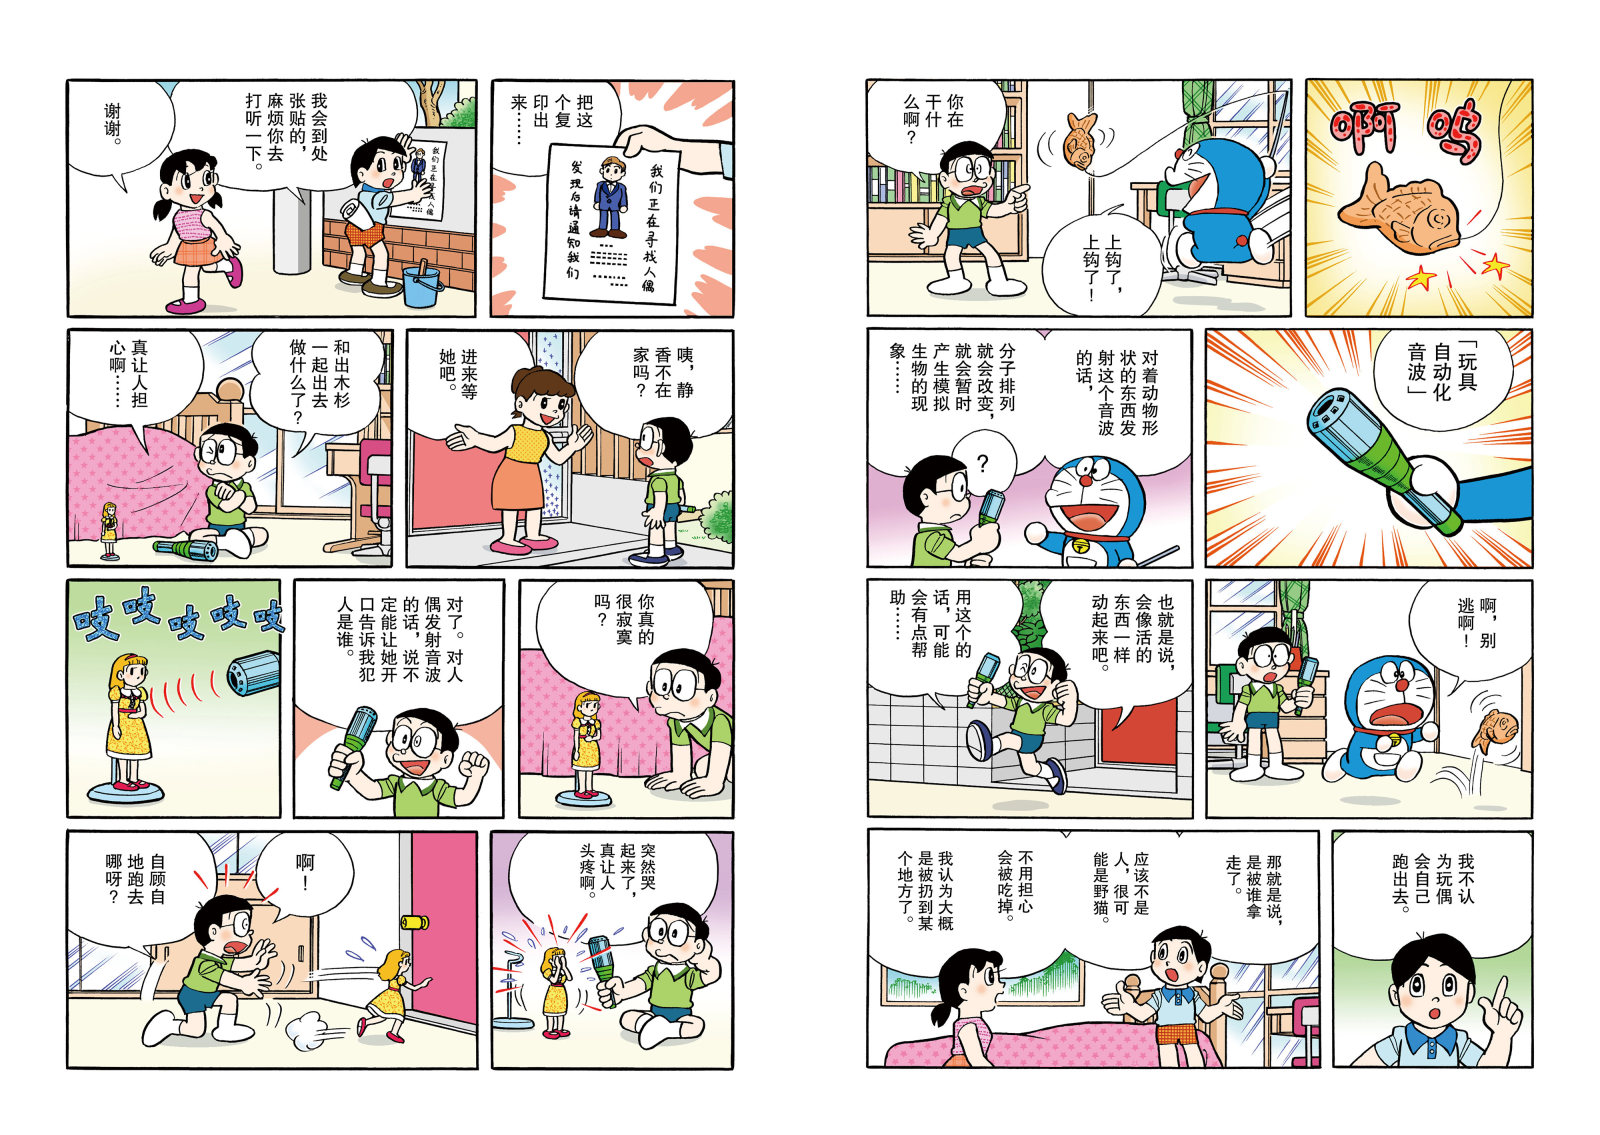 啊呜
你在
干什
么啊？
上钩了，
上钩了！
「玩具
自动化
音波」
对着动物形
状的东西发
射这个音波
的话，
分子排列
就会改变，
就会暂时
产生模拟
生物的现
象……
？
啊，别
逃啊！
也就是说，
会像活的
东西一样
动起来吧。
用这个的
话，可能
会有点帮
助……
我不认
为玩偶
会自己
跑出去。
那就是说，
是被谁拿
走了。
应该不是
人，很可
能是野猫。
不用担心
会被吃掉。
我认为大概
是被扔到某
个地方了。
把这
个复
印出
来……
我们正在寻找人偶
发现后请通知我们
我会到处
张贴的，
麻烦你去
打听一下。
谢谢。
我们正在寻找人偶
咦，静
香不在
家吗？
进来等
她吧。
和出木杉
一起出去
做什么了？
真让人担
心啊……
你真的
很寂寞
吗？
对了。对人
偶发射音波
的话，说不
定能让她开
口告诉我犯
人是谁。
吱吱吱吱吱
突然哭
起来了，
真让人
头疼啊。
啊！
自顾自
地跑去
哪呀？